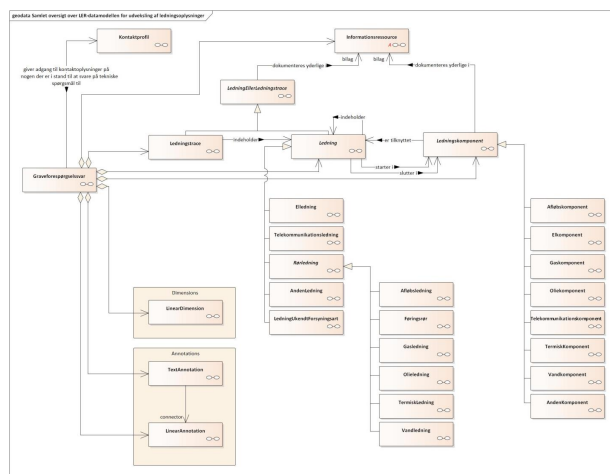 geodata Samlet oversigt over LER-datamodellen for udveksling af ledningsoplysninger
Kontaktprofil
Informationsressource
giver adgang til kontaktoplysninger på
nogen der er i stand til at svare på tekniske
spørgsmål til
dokumenteres yderlige i
bilag
bilag
dokumenteres yderlige i
LedningEllerLedningstrace
indeholder
Ledningstrace
indeholder
Ledning
er tilknyttet
Ledningskomponent
starter i
slutter i
Graveforespørgselssvar
Elledning
Telekommunikationsledning
Rørledning
AndenLedning
LedningUkendtForsyningsart
Afløbsledning
Føringsrør
Gasledning
Olieledning
TermiskLedning
Vandledning
Afløbskomponent
Elkomponent
Gaskomponent
Oliekomponent
Telekommunikationskomponent
TermiskKomponent
Vandkomponent
AndenKomponent
Dimensions
LinearDimension
Annotations
TextAnnotation
connector
LinearAnnotation